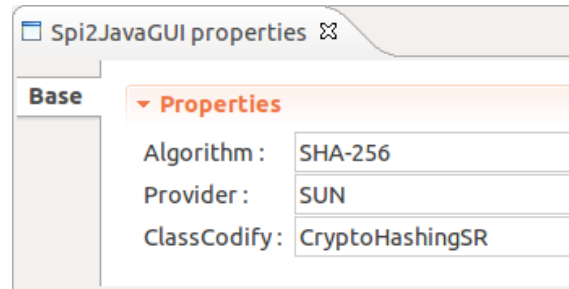 Spi2JavaGUI properties
Base
Properties
Algorithm : SHA-256
Provider : SUN
ClassCodify : CryptoHashingSR